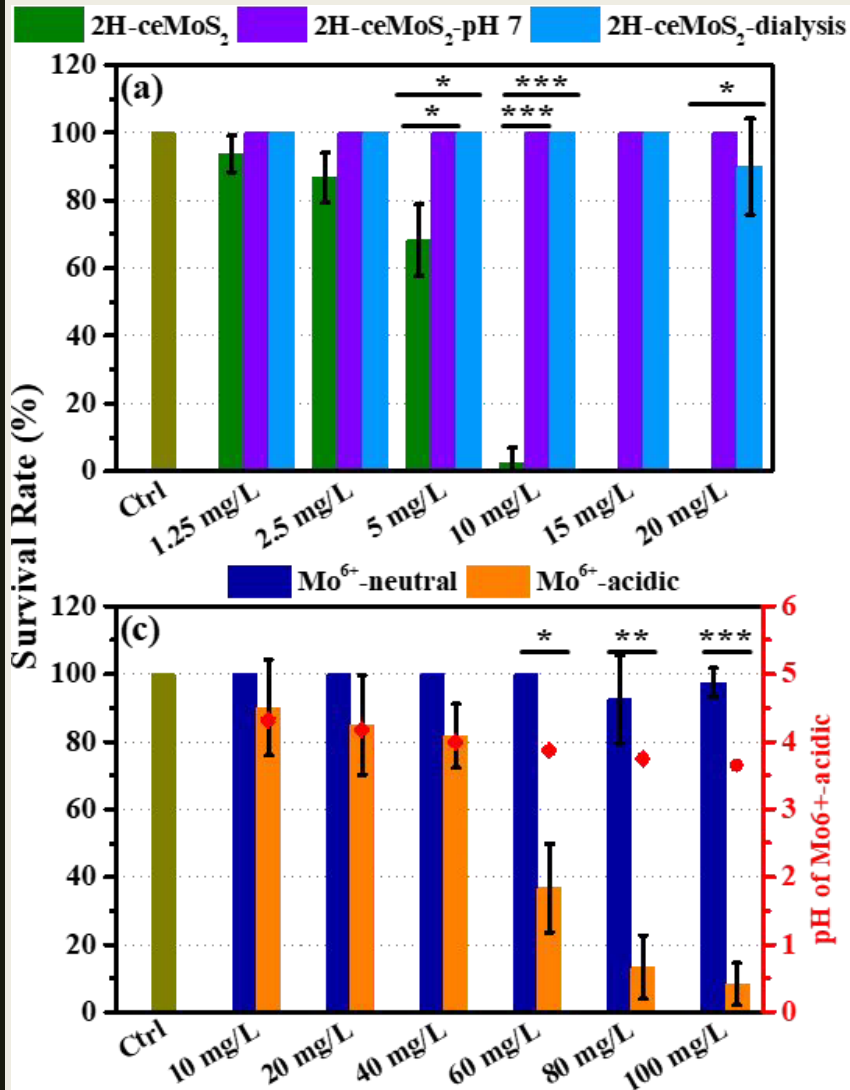 2H-ceMoS₂ 2H-ceMoS₂-pH 7 2H-ceMoS₂-dialysis
(a)
120
100
80
60
40
20
0
* *** *
* ***
Ctrl 1.25 mg/L 2.5 mg/L 5 mg/L 10 mg/L 15 mg/L 20 mg/L
Survival Rate (%)
Mo⁶⁺-neutral Mo⁶⁺-acidic
(c)
120
100
80
60
40
20
0
* ** ***
6
5
4
3
2
1
0
pH of Mo6+-acidic
Ctrl 10 mg/L 20 mg/L 40 mg/L 60 mg/L 80 mg/L 100 mg/L